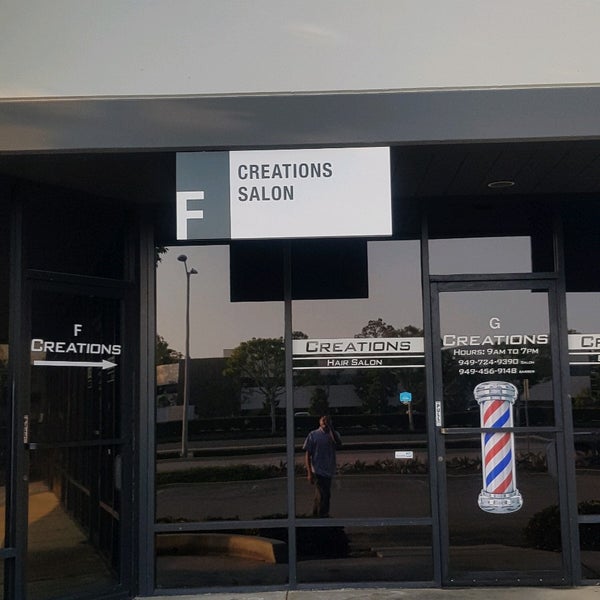 CREATIONS
SALON
F
F
CREATIONS
CREATIONS
HAIR SALON
G
CREATIONS
HOURS: 9AM TO 7PM
949-724-9390 SALON
949-456-9148 BARBER
PULL